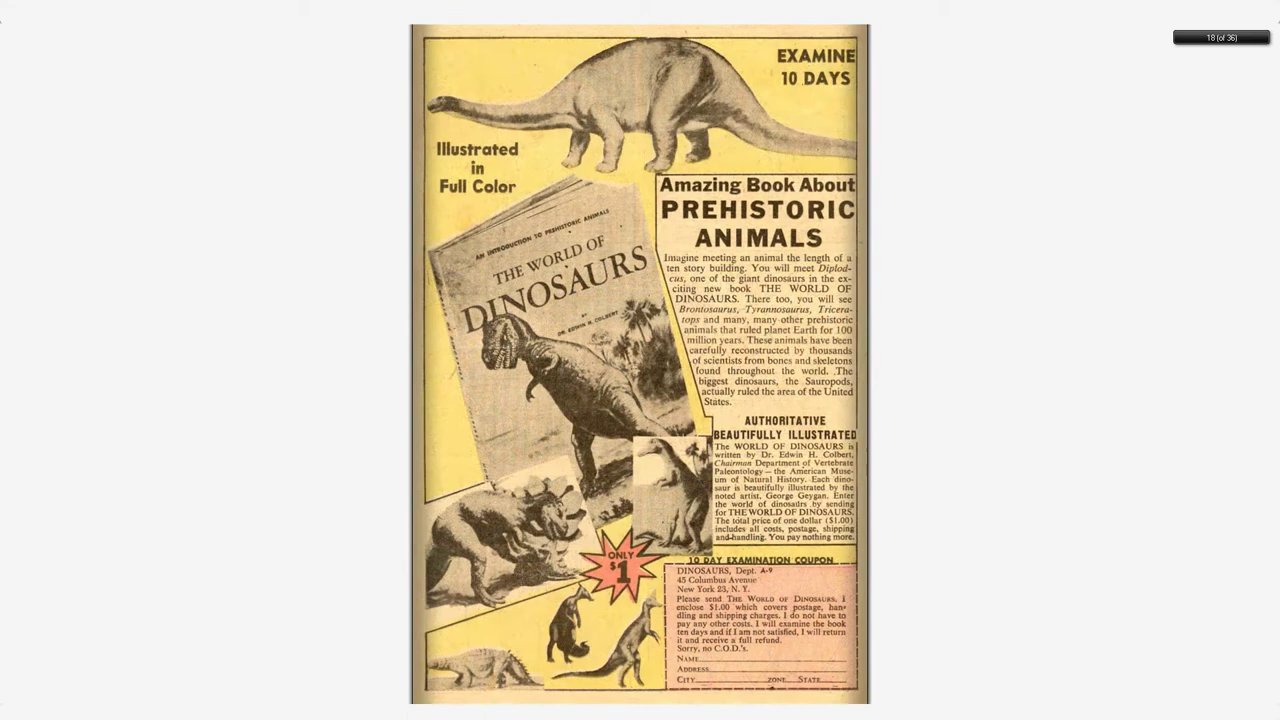 18 (of 36)
EXAMINE
10 DAYS
Illustrated
in
Full Color
AN INTRODUCTION TO PREHISTORIC ANIMALS
THE WORLD OF
DINOSAURS
BY
DR. EDWIN H. COLBERT
Amazing Book About
PREHISTORIC
ANIMALS
Imagine meeting an animal the length of a
ten story building. You will meet Diplod-
cus, one of the giant dinosaurs in the ex-
citing new book THE WORLD OF
DINOSAURS. There too, you will see
Brontosaurus, Tyrannosaurus, Tricera-
tops and many, many other prehistoric
animals that ruled planet Earth for 100
million years. These animals have been
carefully reconstructed by thousands
of scientists from bones and skeletons
found throughout the world. The
biggest dinosaurs, the Sauropods,
actually ruled the area of the United
States.
AUTHORITATIVE
BEAUTIFULLY ILLUSTRATED
The WORLD OF DINOSAURS is
written by Dr. Edwin H. Colbert,
Chairman Department of Vertebrate
Paleontology — the American Muse-
um of Natural History. Each dino-
saur is beautifully illustrated by the
noted artist, George Geygan. Enter
the world of dinosaurs by sending
for THE WORLD OF DINOSAURS.
The total price of one dollar ($1.00)
includes all costs, postage, shipping
and handling. You pay nothing more.
ONLY
$1
10 DAY EXAMINATION COUPON
DINOSAURS, Dept. A-9
45 Columbus Avenue
New York 23, N. Y.
Please send THE WORLD OF DINOSAURS. I
enclose $1.00 which covers postage, han-
dling and shipping charges. I do not have to
pay any other costs. I will examine the book
ten days and if I am not satisfied, I will return
it and receive a full refund.
Sorry, no C.O.D.'s.
NAME
ADDRESS
CITY ZONE STATE